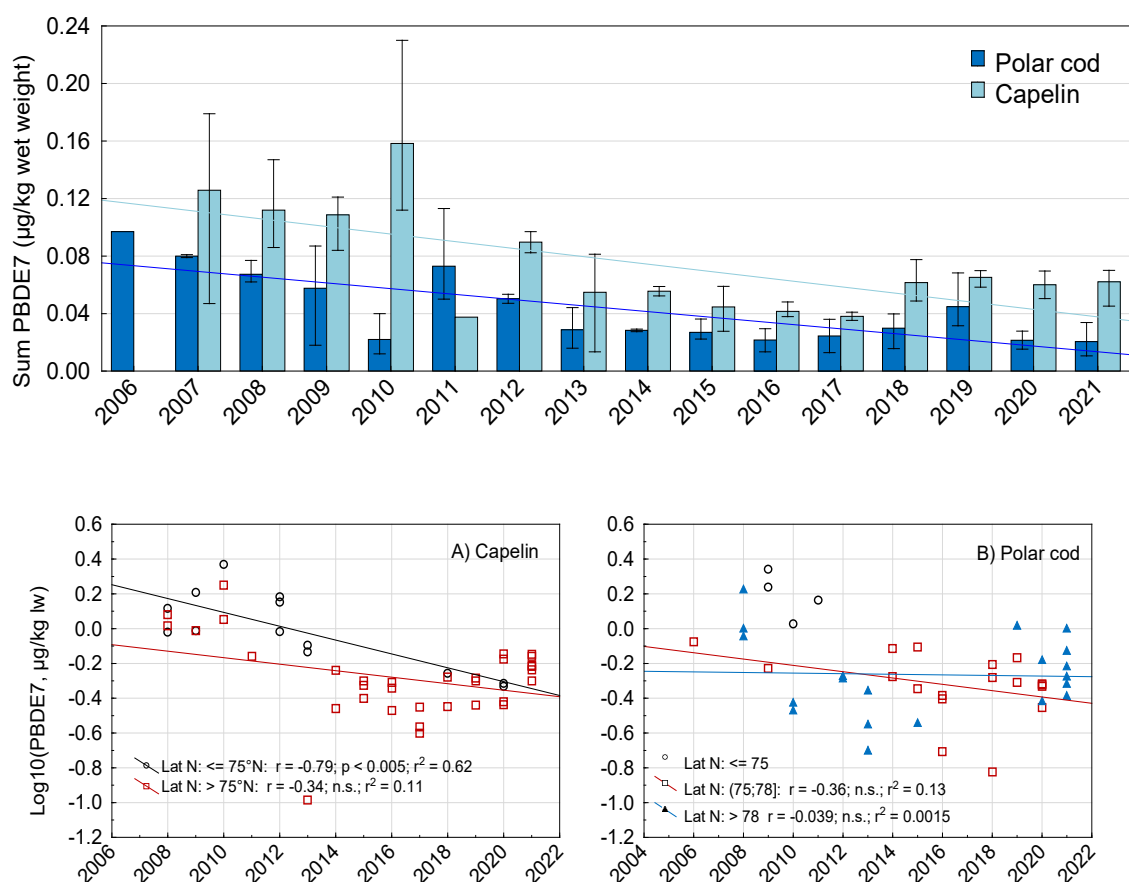 Sum PBDE7 (µg/kg wet weight)
0.24
0.20
0.16
0.12
0.08
0.04
0.00
Polar cod
Capelin
2006 2007 2008 2009 2010 2011 2012 2013 2014 2015 2016 2017 2018 2019 2020 2021
Log10(PBDE7, µg/kg lw)
0.6
0.4
0.2
0.0
-0.2
-0.4
-0.6
-0.8
-1.0
-1.2
A) Capelin
Lat N: <= 75°N: r = -0.79; p < 0.005; r² = 0.62
Lat N: > 75°N: r = -0.34; n.s.; r² = 0.11
2006 2008 2010 2012 2014 2016 2018 2020 2022
0.6
0.4
0.2
0.0
-0.2
-0.4
-0.6
-0.8
-1.0
-1.2
B) Polar cod
Lat N: <= 75
Lat N: (75;78]: r = -0.36; n.s.; r² = 0.13
Lat N: > 78 r = -0.039; n.s.; r² = 0.0015
2004 2006 2008 2010 2012 2014 2016 2018 2020 2022